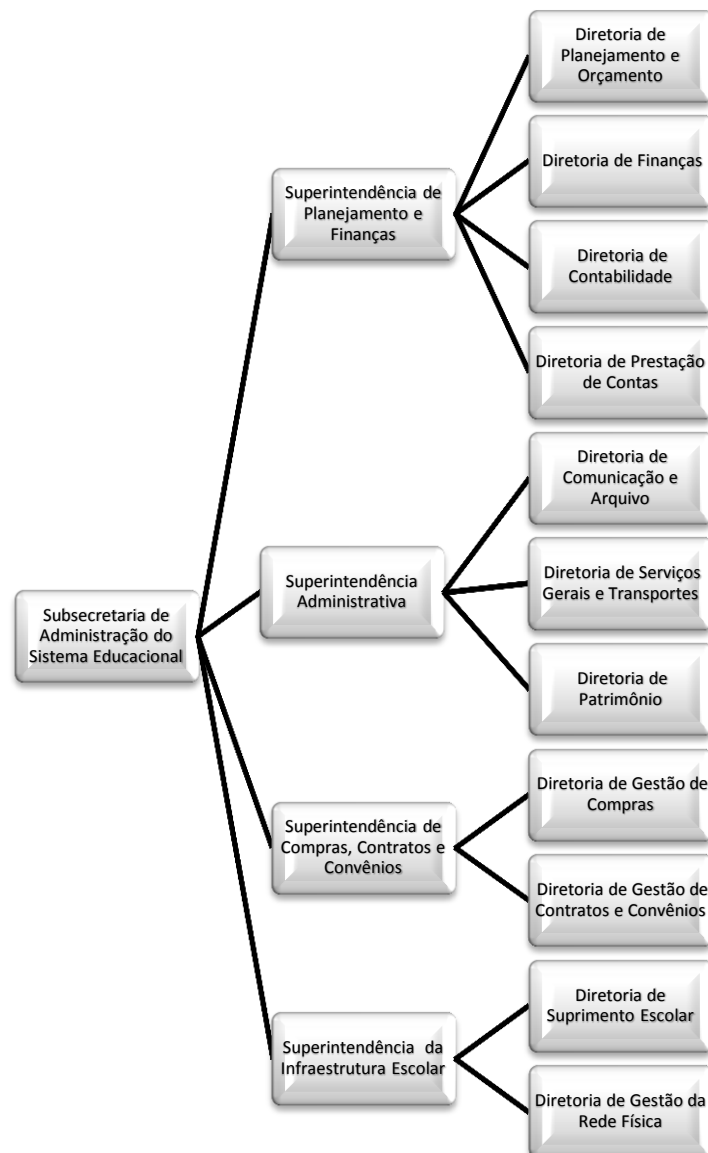 Subsecretaria de
Administração do
Sistema Educacional
Superintendência de
Planejamento e
Finanças
Diretoria de
Planejamento e
Orçamento
Diretoria de Finanças
Diretoria de
Contabilidade
Diretoria de Prestação
de Contas
Superintendência
Administrativa
Diretoria de
Comunicação e
Arquivo
Diretoria de Serviços
Gerais e Transportes
Diretoria de
Patrimônio
Superintendência de
Compras, Contratos e
Convênios
Diretoria de Gestão de
Compras
Diretoria de Gestão de
Contratos e Convênios
Superintendência da
Infraestrutura Escolar
Diretoria de
Suprimento Escolar
Diretoria de Gestão da
Rede Física